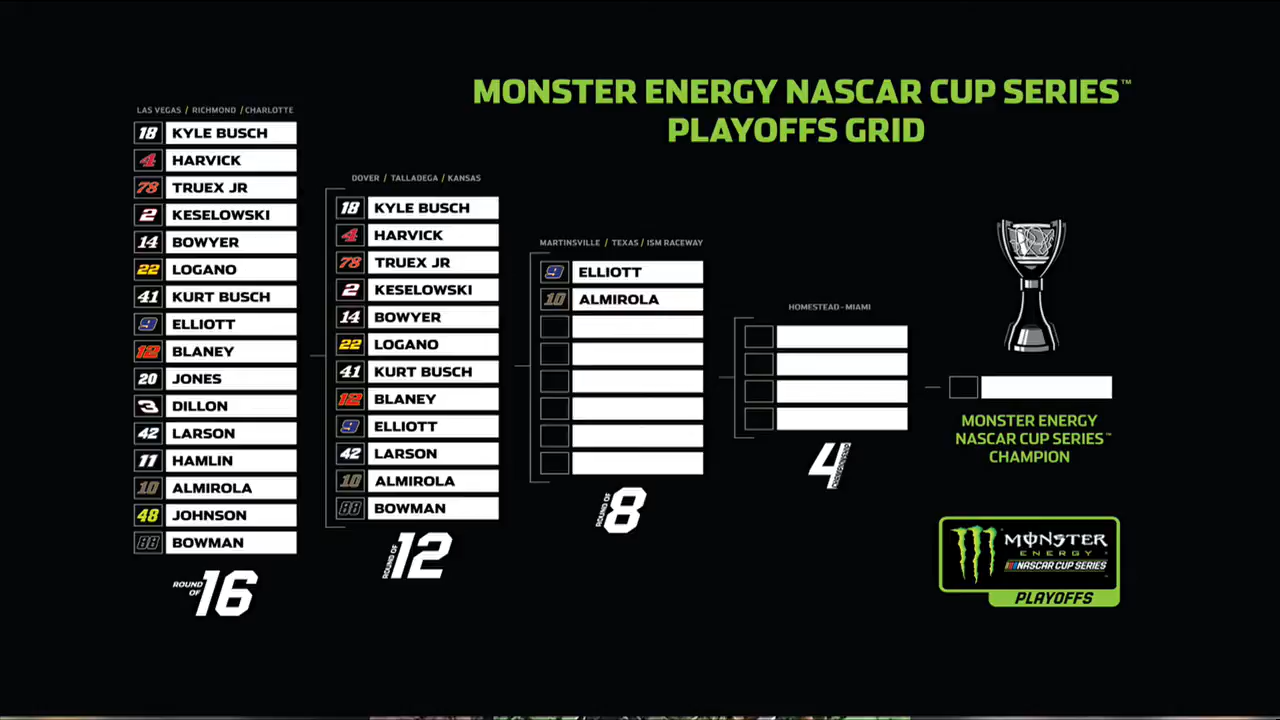 MONSTER ENERGY NASCAR CUP SERIES™
PLAYOFFS GRID
LAS VEGAS / RICHMOND / CHARLOTTE
18 KYLE BUSCH
4 HARVICK
78 TRUEX JR
2 KESELOWSKI
14 BOWYER
22 LOGANO
41 KURT BUSCH
9 ELLIOTT
12 BLANEY
20 JONES
3 DILLON
42 LARSON
11 HAMLIN
10 ALMIROLA
48 JOHNSON
88 BOWMAN
ROUND OF 16
DOVER / TALLADEGA / KANSAS
18 KYLE BUSCH
4 HARVICK
78 TRUEX JR
2 KESELOWSKI
14 BOWYER
22 LOGANO
41 KURT BUSCH
12 BLANEY
9 ELLIOTT
42 LARSON
10 ALMIROLA
88 BOWMAN
ROUND OF 12
MARTINSVILLE / TEXAS / ISM RACEWAY
9 ELLIOTT
10 ALMIROLA
ROUND OF 8
HOMESTEAD-MIAMI
4
MONSTER ENERGY
NASCAR CUP SERIES™
CHAMPION
MONSTER
ENERGY
NASCAR CUP SERIES
PLAYOFFS